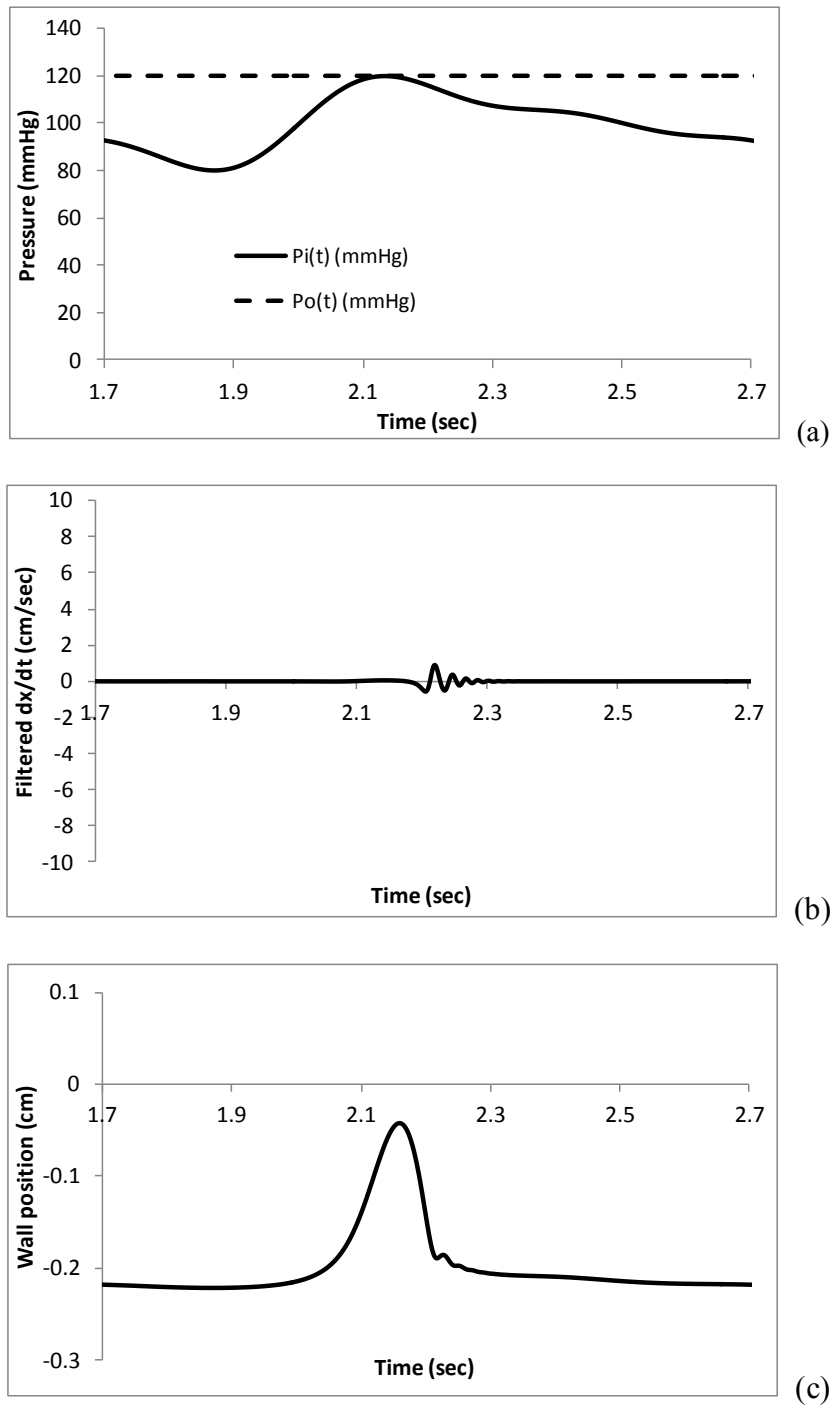 140
120
100
80
60
40
20
0
Pressure (mmHg)
Pi(t) (mmHg)
Po(t) (mmHg)
1.7 1.9 2.1 2.3 2.5 2.7
Time (sec)
(a)
10
8
6
4
2
0
-2
-4
-6
-8
-10
Filtered dx/dt (cm/sec)
1.7 1.9 2.1 2.3 2.5 2.7
Time (sec)
(b)
0.1
0
-0.1
-0.2
-0.3
Wall position (cm)
1.7 1.9 2.1 2.3 2.5 2.7
Time (sec)
(c)